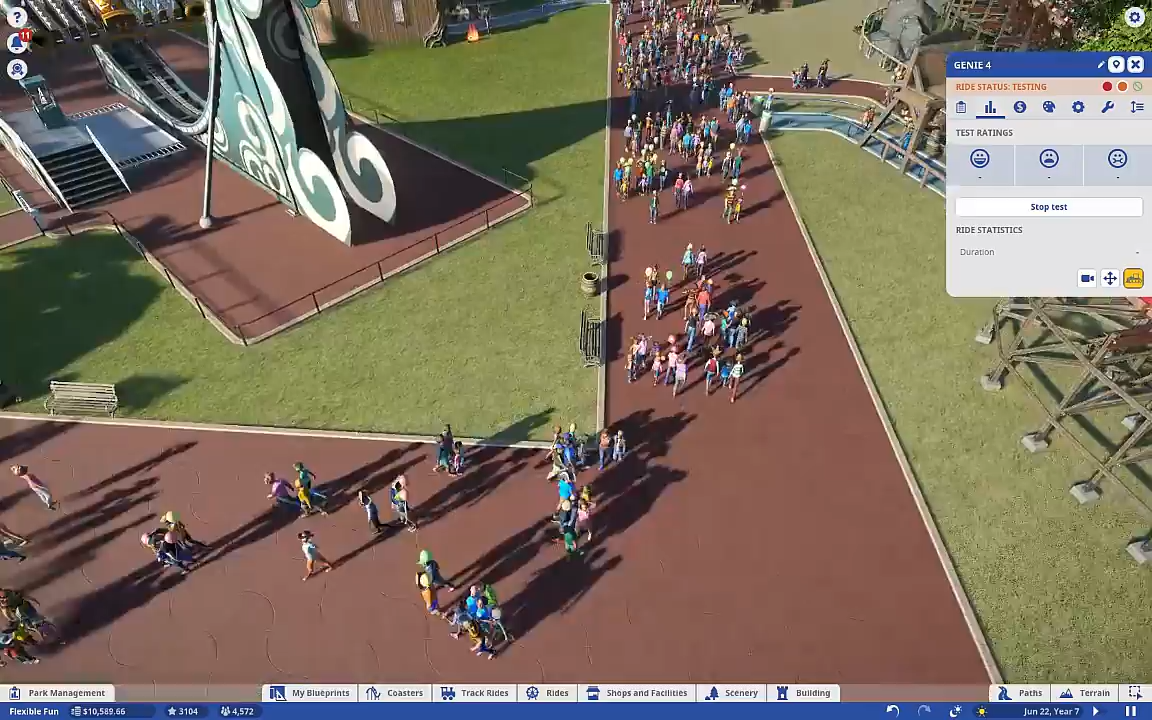 ?
11
GENIE 4
RIDE STATUS: TESTING
TEST RATINGS
- - -
Stop test
RIDE STATISTICS
Duration -
Park Management My Blueprints Coasters Track Rides Rides Shops and Facilities Scenery Building Paths Terrain
Flexible Fun $10,589.66 3104 4,572 Jun 22, Year 7